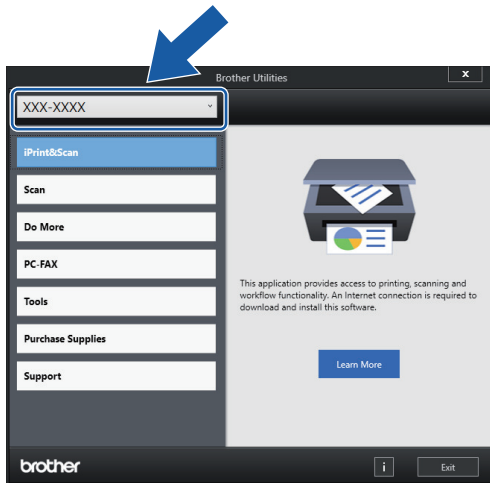 Brother Utilities
x
XXX-XXXX
iPrint&Scan
Scan
Do More
PC-FAX
Tools
Purchase Supplies
Support
This application provides access to printing, scanning and
workflow functionality. An Internet connection is required to
download and install this software.
Learn More
brother
i
Exit